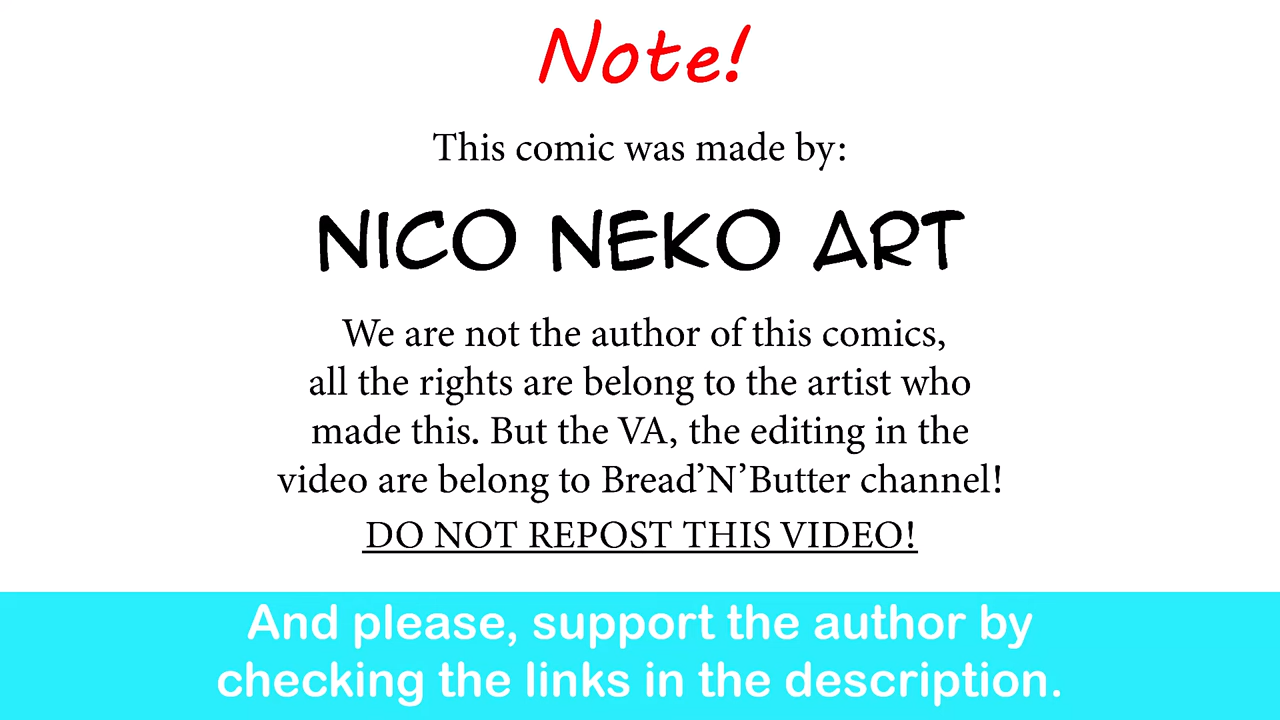 Note!
This comic was made by:
NICO NEKO ART
We are not the author of this comics,
all the rights are belong to the artist who
made this. But the VA, the editing in the
video are belong to Bread’N’Butter channel!
DO NOT REPOST THIS VIDEO!
And please, support the author by
checking the links in the description.